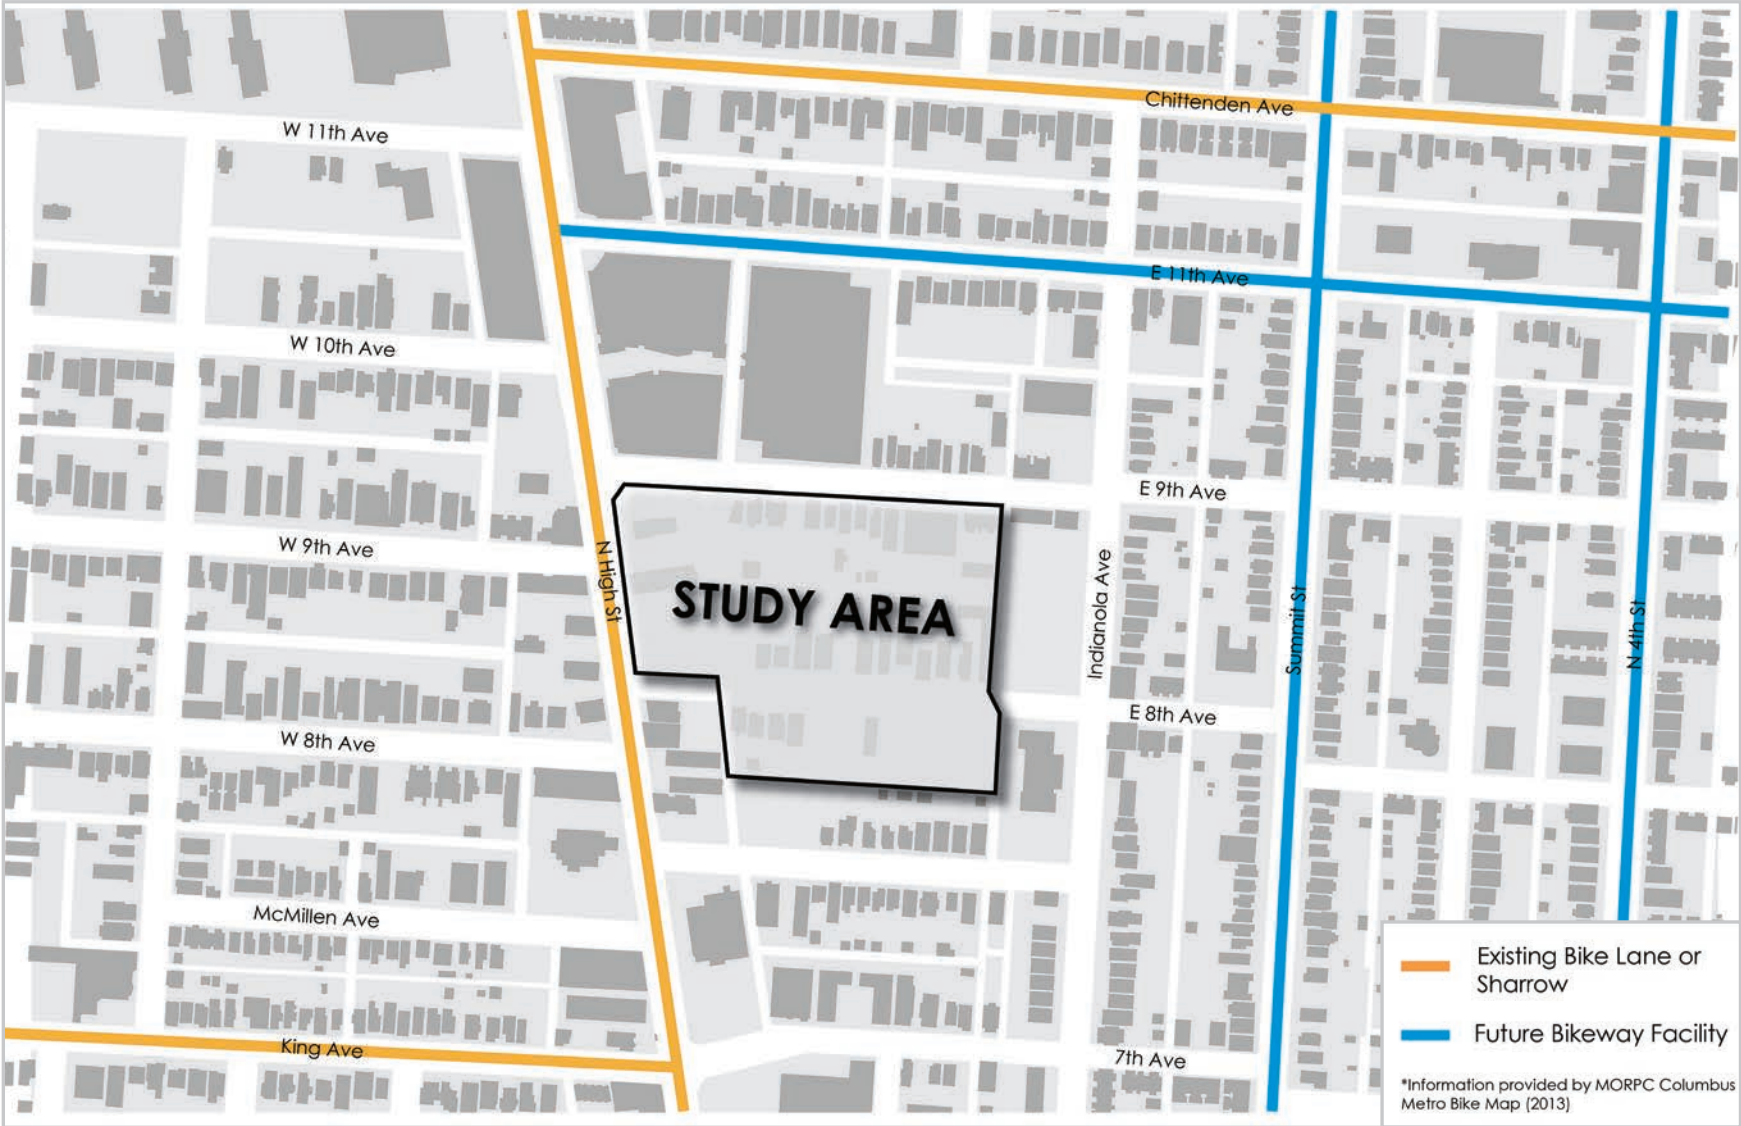 Chittenden Ave
W 11th Ave
E 11th Ave
W 10th Ave
E 9th Ave
W 9th Ave
N High St
STUDY AREA
Indianola Ave
Summit St
N 4th St
E 8th Ave
W 8th Ave
McMillen Ave
King Ave
7th Ave
Existing Bike Lane or
Sharrow
Future Bikeway Facility
*Information provided by MORPC Columbus
Metro Bike Map (2013)